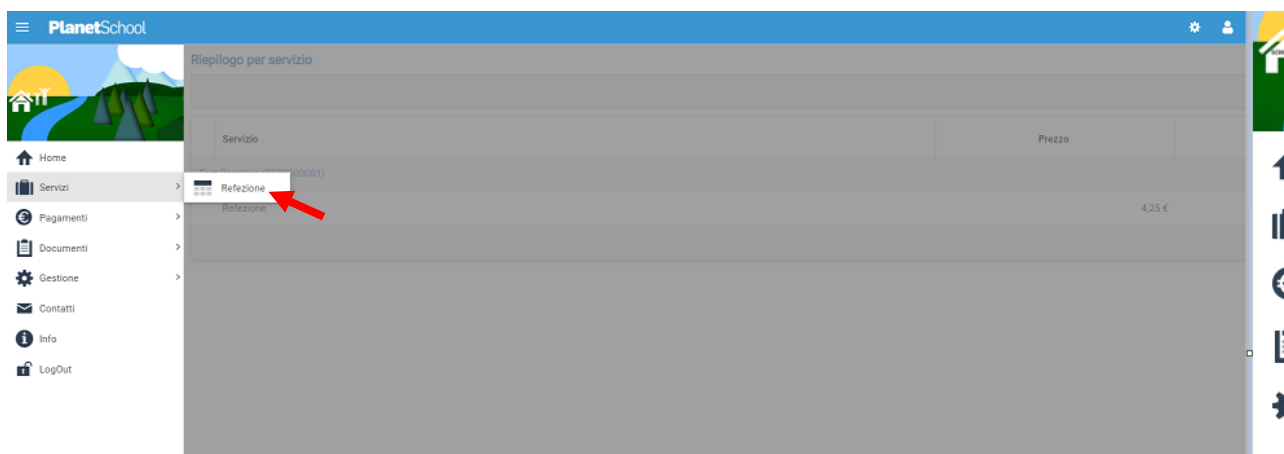 PlanetSchool
Riepilogo per servizio
Servizio
Prezzo
Home
Servizi
Refezione
Refezione
4,25 €
Pagamenti
Documenti
Gestione
Contatti
Info
LogOut